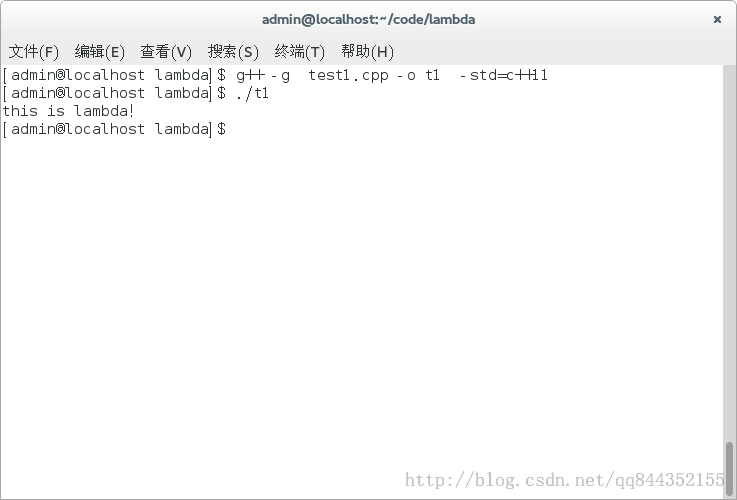 admin@localhost:~/code/lambda ×
文件(F) 编辑(E) 查看(V) 搜索(S) 终端(T) 帮助(H)
[admin@localhost lambda]$ g++ -g  test1.cpp -o t1  -std=c++11
[admin@localhost lambda]$ ./t1
this is lambda!
[admin@localhost lambda]$
http://blog.csdn.net/qq844352155